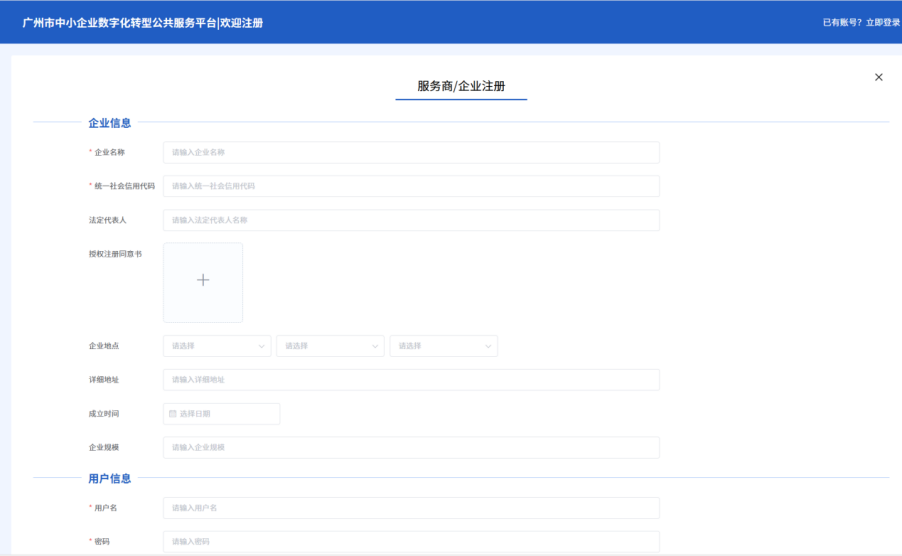 广州市中小企业数字化转型公共服务平台|欢迎注册 已有账号？立即登录
服务商/企业注册
企业信息
* 企业名称 请输入企业名称
* 统一社会信用代码 请输入统一社会信用代码
法定代表人 请输入法定代表人名称
授权注册同意书
企业地点 请选择 请选择 请选择
详细地址 请输入详细地址
成立时间 选择日期
企业规模 请输入企业规模
用户信息
* 用户名 请输入用户名
* 密码 请输入密码